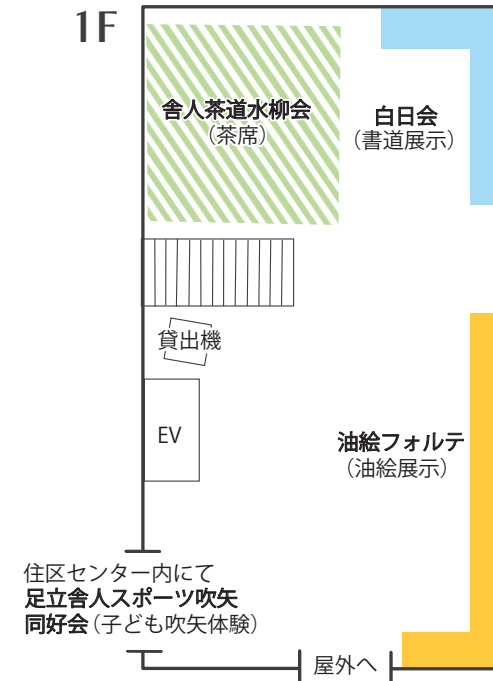 1F
舎人茶道水柳会
（茶席）
白日会
（書道展示）
貸出機
EV
油絵フォルテ
（油絵展示）
住区センター内にて
足立舎人スポーツ吹矢
同好会（子ども吹矢体験）
屋外へ